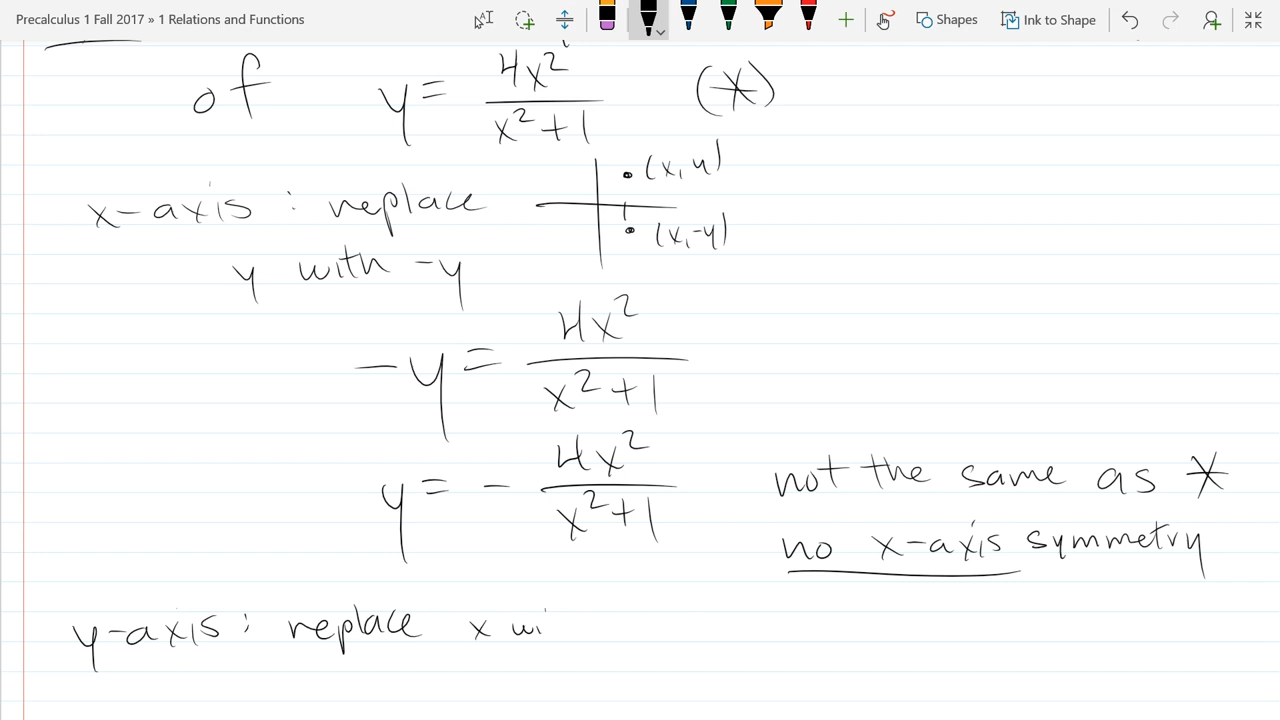 Precalculus 1 Fall 2017 » 1 Relations and Functions
Shapes
Ink to Shape
of y = 4x²/(x²+1) (*)
x-axis : replace
y with -y
(x,y)
(x,-y)
-y = 4x²/(x²+1)
y = - 4x²/(x²+1)
not the same as *
no x-axis symmetry
y-axis : replace x wi